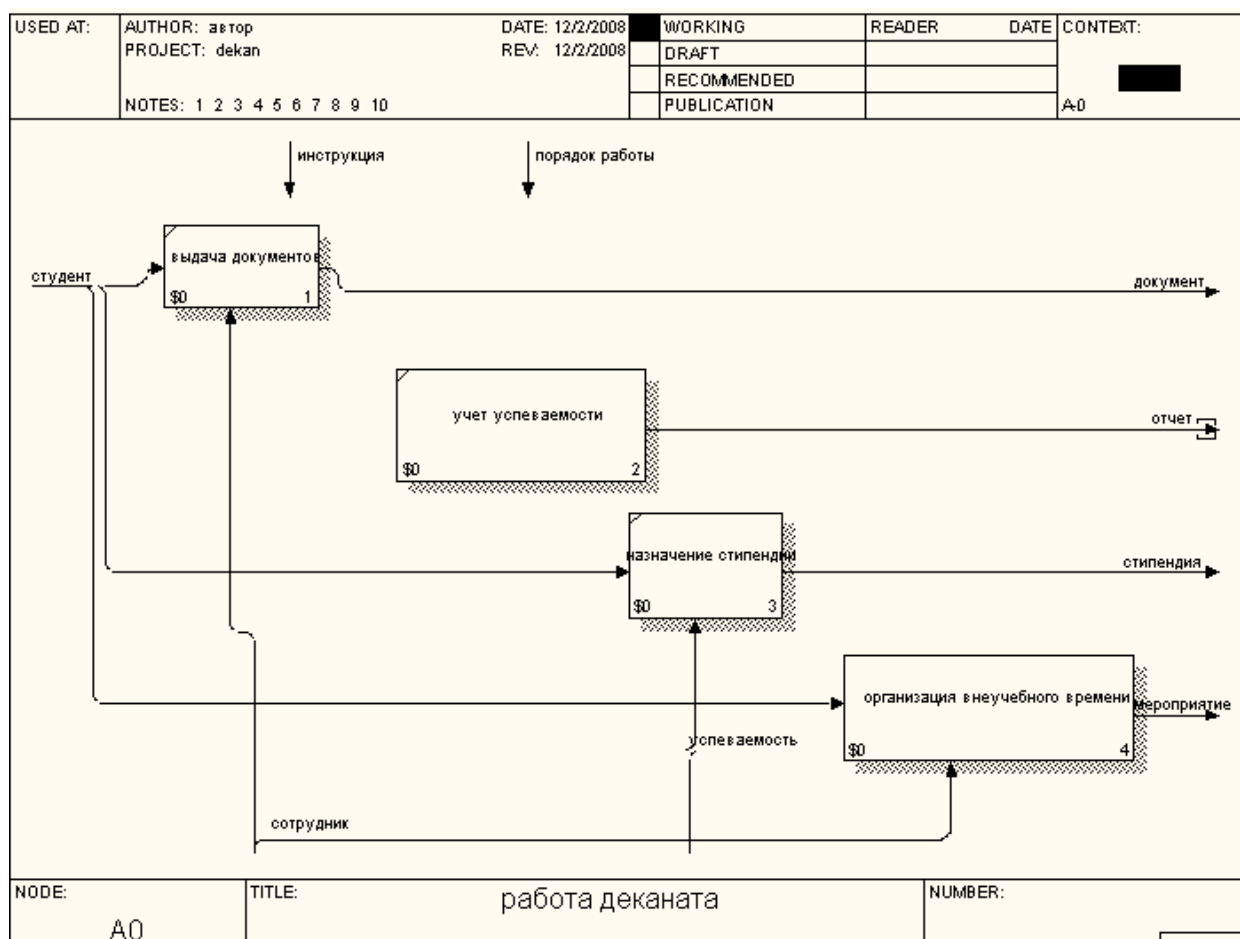 USED AT:
AUTHOR: автор
DATE: 12/2/2008
WORKING
READER
DATE
CONTEXT:
PROJECT: dekan
REV: 12/2/2008
DRAFT
RECOMMENDED
NOTES: 1 2 3 4 5 6 7 8 9 10
PUBLICATION
A-0
инструкция
порядок работы
выдача документов
студент
$0
1
документ
учет успеваемости
отчет
$0
2
назначение стипендии
стипендия
$0
3
организация внеучебного времени
мероприятие
успеваемость
$0
4
сотрудник
NODE:
TITLE:
работа деканата
NUMBER:
A0